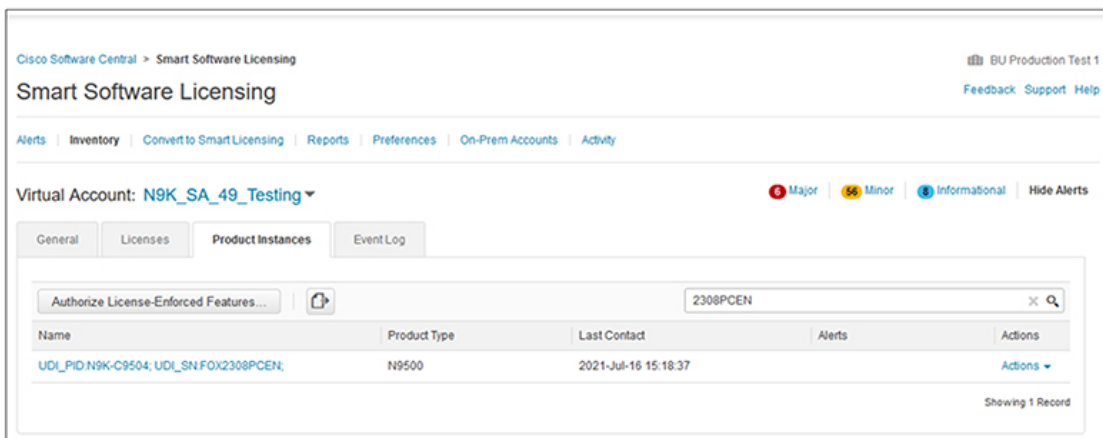 Cisco Software Central > Smart Software Licensing
BU Production Test 1
Smart Software Licensing
Feedback Support Help
Alerts | Inventory | Convert to Smart Licensing | Reports | Preferences | On-Prem Accounts | Activity
Virtual Account: N9K_SA_49_Testing
6 Major | 56 Minor | 8 Informational | Hide Alerts
General Licenses Product Instances Event Log
Authorize License-Enforced Features...
2308PCEN
Name Product Type Last Contact Alerts Actions
UDI_PID:N9K-C9504; UDI_SN:FOX2308PCEN; N9500 2021-Jul-16 15:18:37 Actions
Showing 1 Record